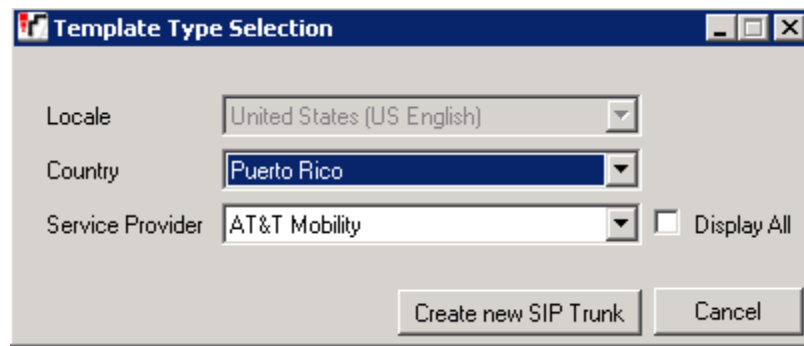 Template Type Selection
Locale United States (US English)
Country Puerto Rico
Service Provider AT&T Mobility Display All
Create new SIP Trunk Cancel